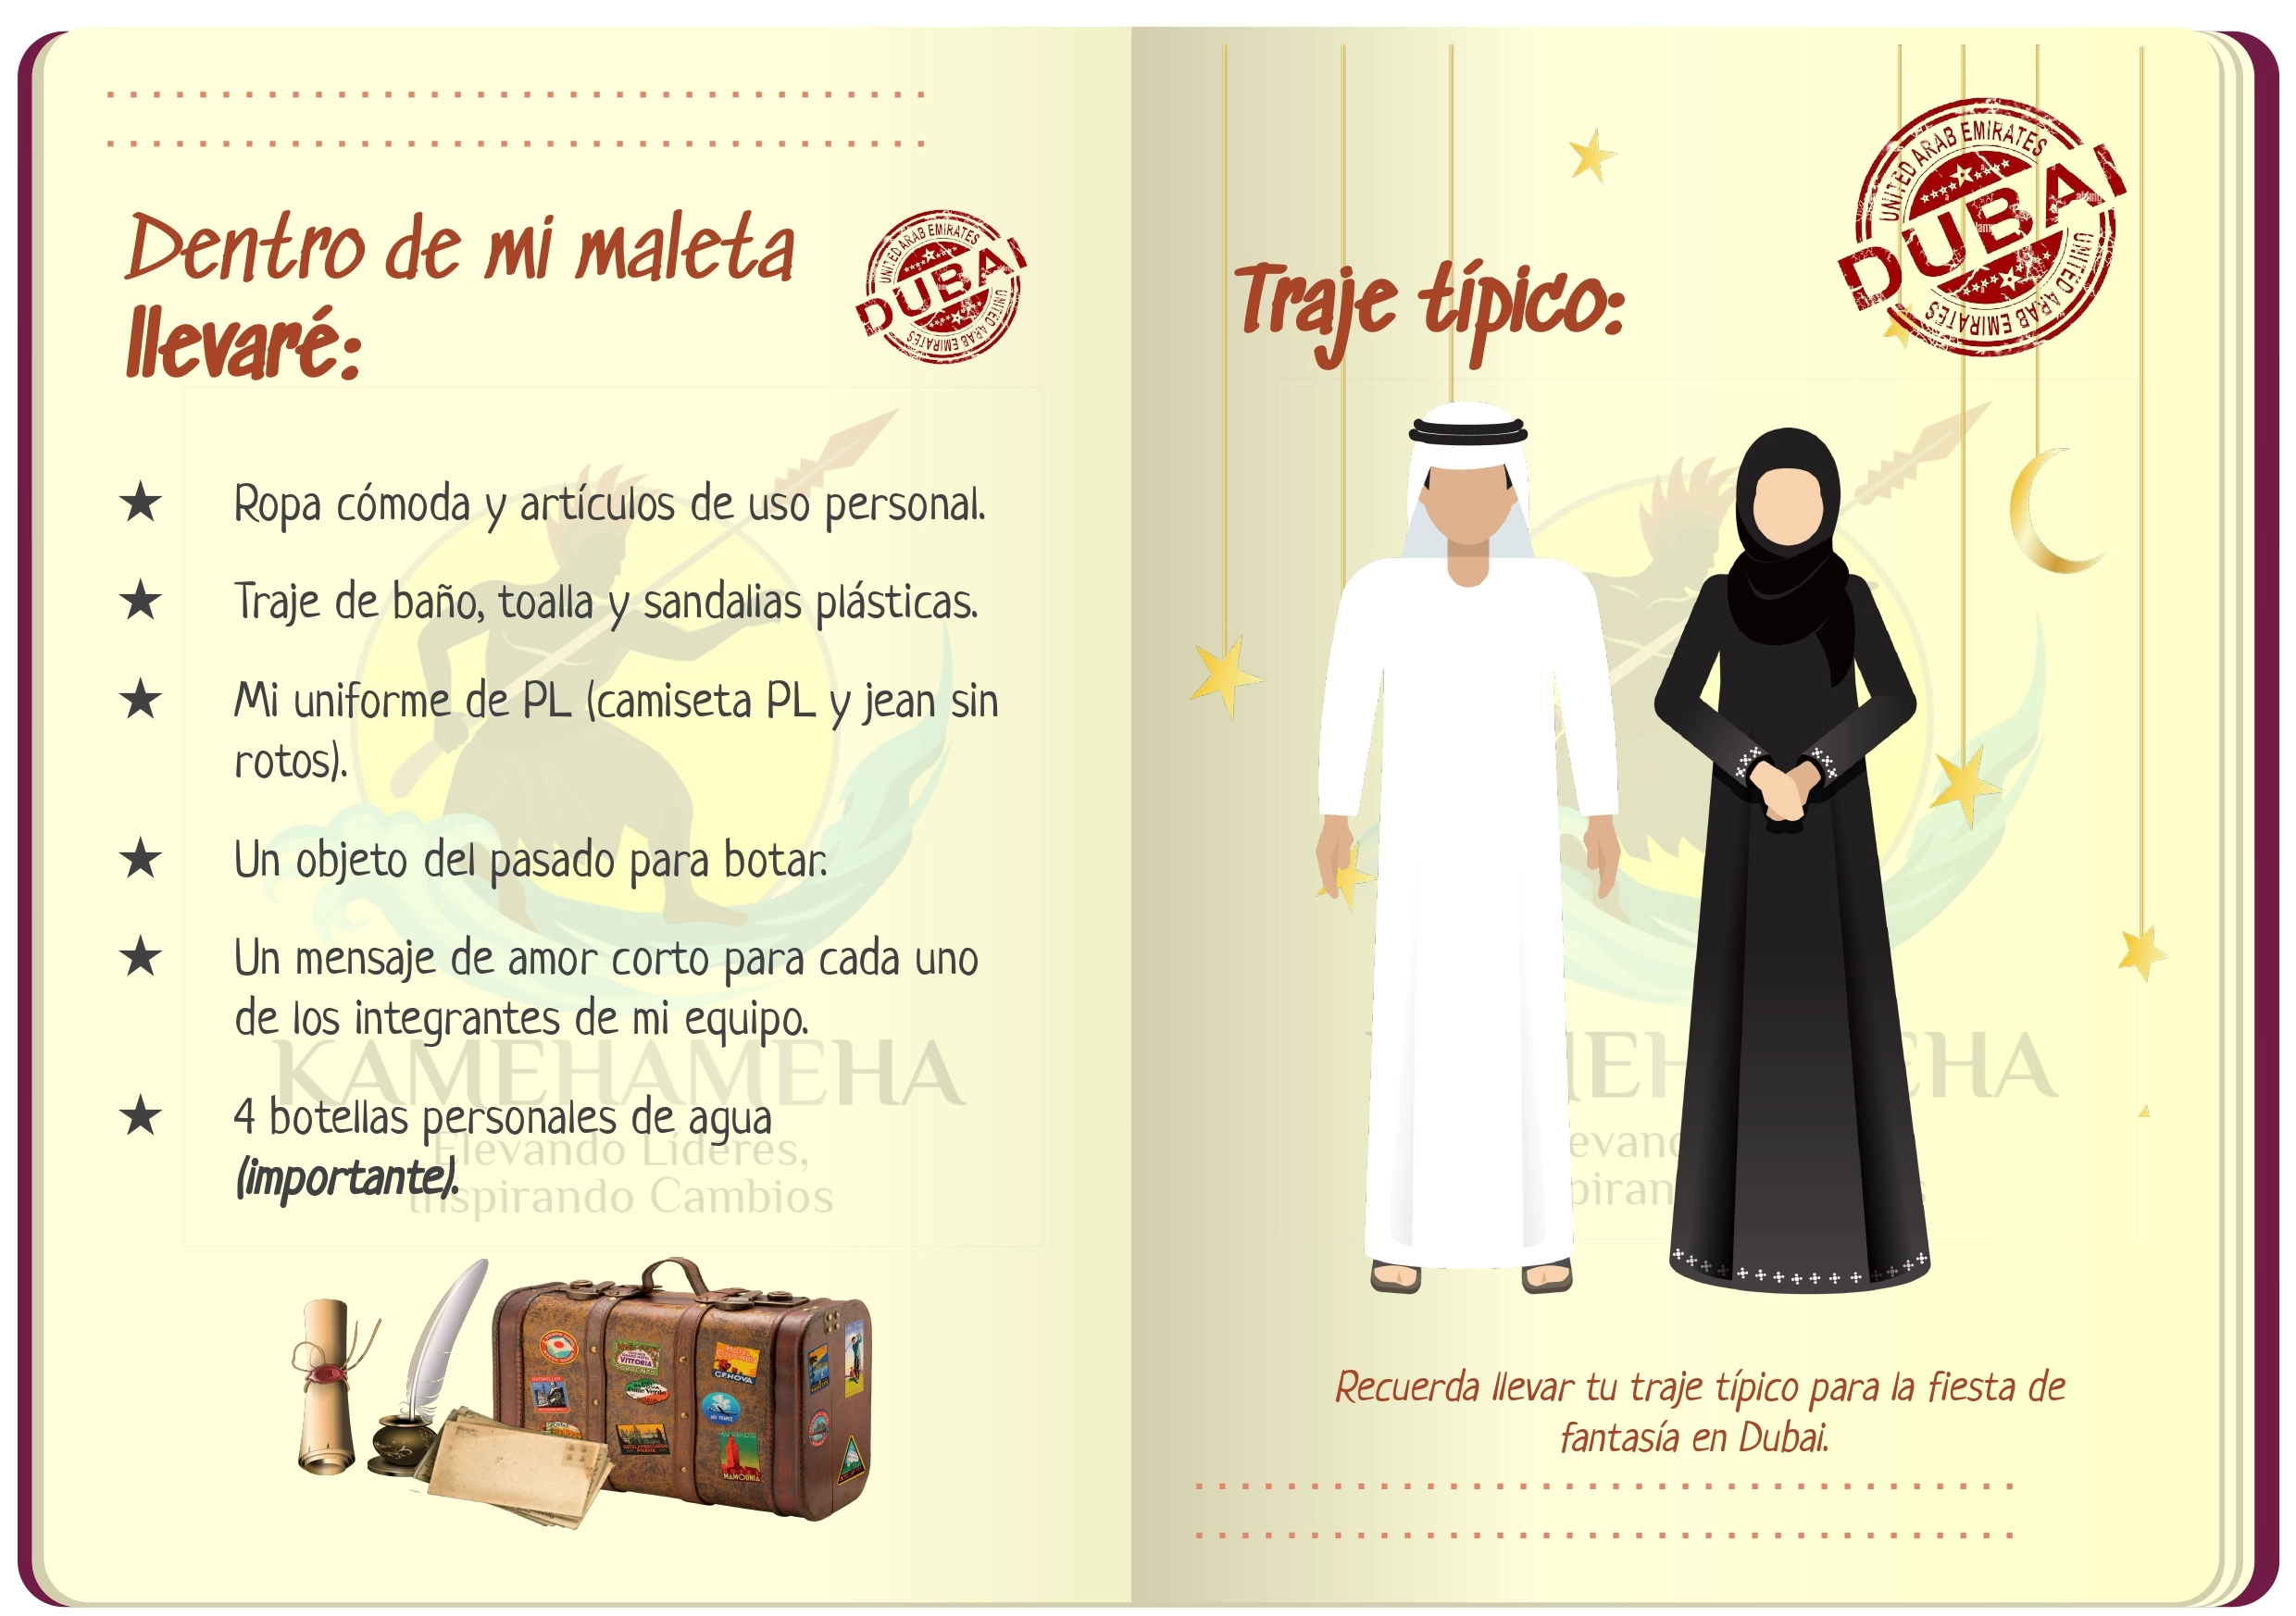 Dentro de mi maleta
llevaré:
UNITED ARAB EMIRATES
DUBAI
UNITED ARAB EMIRATES
★ Ropa cómoda y artículos de uso personal.
★ Traje de baño, toalla y sandalias plásticas.
★ Mi uniforme de PL (camiseta PL y jean sin
rotos).
★ Un objeto del pasado para botar.
★ Un mensaje de amor corto para cada uno
de los integrantes de mi equipo.
KAMEHAMEHA
★ 4 botellas personales de agua
Elevando Líderes,
(importante).
Inspirando Cambios
VITTORIA
GENOVA
MAMOUNIA
Traje típico:
UNITED ARAB EMIRATES
DUBAI
UNITED ARAB EMIRATES
Recuerda llevar tu traje típico para la fiesta de
fantasía en Dubai.